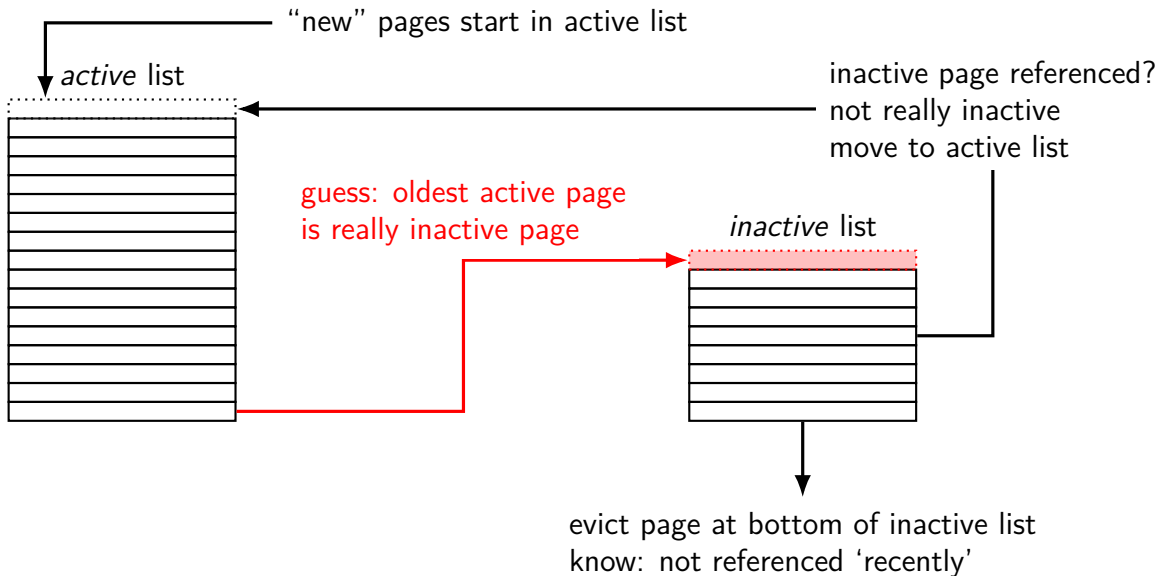 “new” pages start in active list
active list
inactive page referenced?
not really inactive
move to active list
guess: oldest active page
is really inactive page
inactive list
evict page at bottom of inactive list
know: not referenced ‘recently’